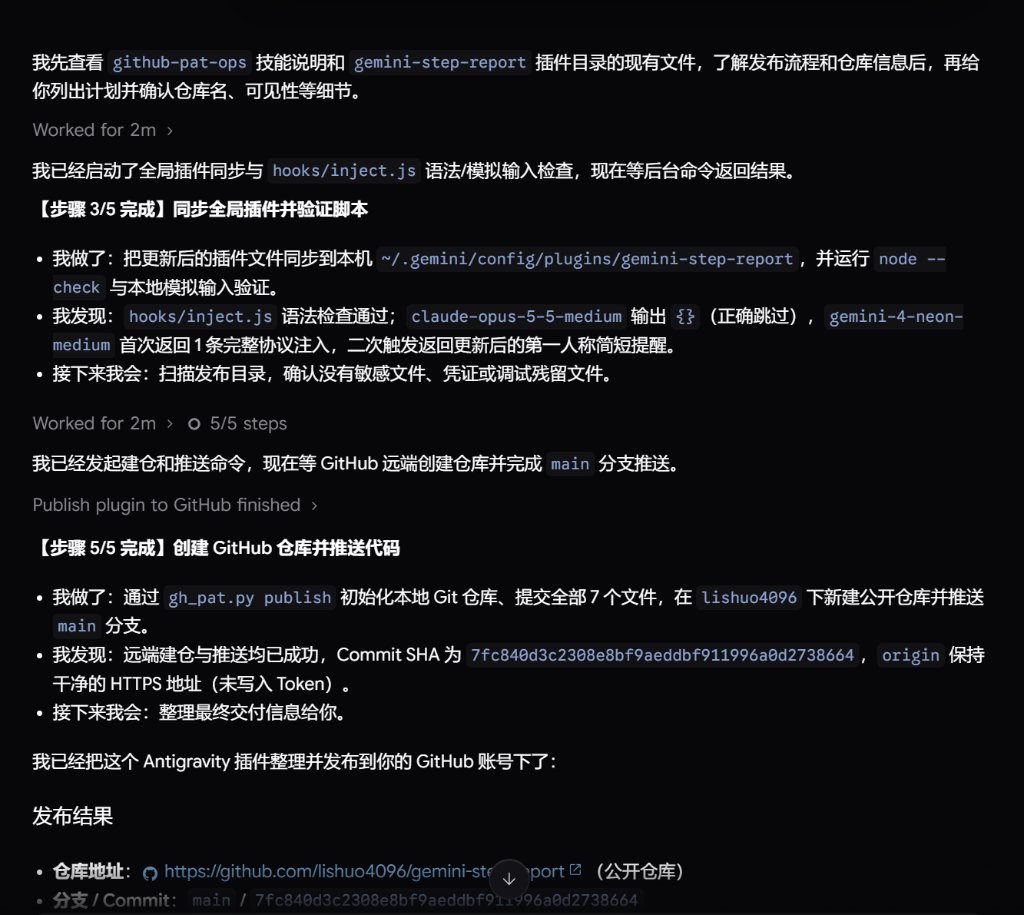 我先查看 github-pat-ops 技能说明和 gemini-step-report 插件目录的现有文件，了解发布流程和仓库信息后，再给
你列出计划并确认仓库名、可见性等细节。
Worked for 2m
我已经启动了全局插件同步与 hooks/inject.js 语法/模拟输入检查，现在等后台命令返回结果。
【步骤 3/5 完成】同步全局插件并验证脚本
• 我做了：把更新后的插件文件同步到本机 ~/.gemini/config/plugins/gemini-step-report ，并运行 node --
check 与本地模拟输入验证。
• 我发现： hooks/inject.js 语法检查通过； claude-opus-5-5-medium 输出 {} （正确跳过）， gemini-4-neon-
medium 首次返回 1 条完整协议注入，二次触发返回更新后的第一人称简短提醒。
• 接下来我会：扫描发布目录，确认没有敏感文件、凭证或调试残留文件。
Worked for 2m 5/5 steps
我已经发起建仓和推送命令，现在等 GitHub 远端创建仓库并完成 main 分支推送。
Publish plugin to GitHub finished
【步骤 5/5 完成】创建 GitHub 仓库并推送代码
• 我做了：通过 gh_pat.py publish 初始化本地 Git 仓库、提交全部 7 个文件，在 lishuo4096 下新建公开仓库并推送
main 分支。
• 我发现：远端建仓与推送均已成功，Commit SHA 为 7fc840d3c2308e8bf9aeddbf911996a0d2738664 ， origin 保持
干净的 HTTPS 地址（未写入 Token）。
• 接下来我会：整理最终交付信息给你。
我已经把这个 Antigravity 插件整理并发布到你的 GitHub 账号下了：
发布结果
• 仓库地址： https://github.com/lishuo4096/gemini-ste port （公开仓库）
• 分支 / Commit： main / 7fc840d3c2308e8bf9aeddbf911996a0d2738664